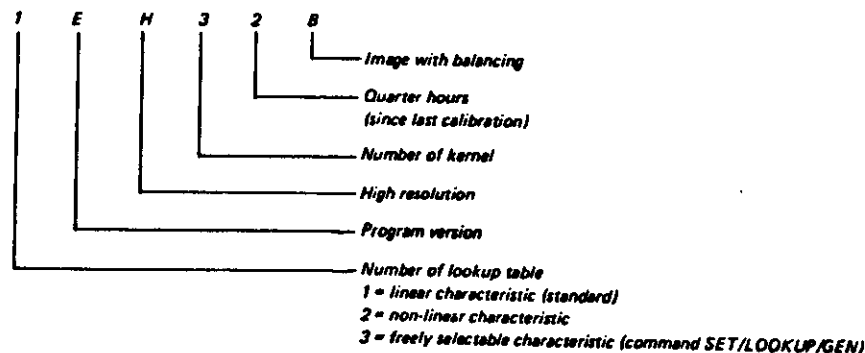 1 E H 3 2 B
Image with balancing
Quarter hours
(since last calibration)
Number of kernel
High resolution
Program version
Number of lookup table
1 = linear characteristic (standard)
2 = non-linear characteristic
3 = freely selectable characteristic (command SET/LOOKUP/GEN)